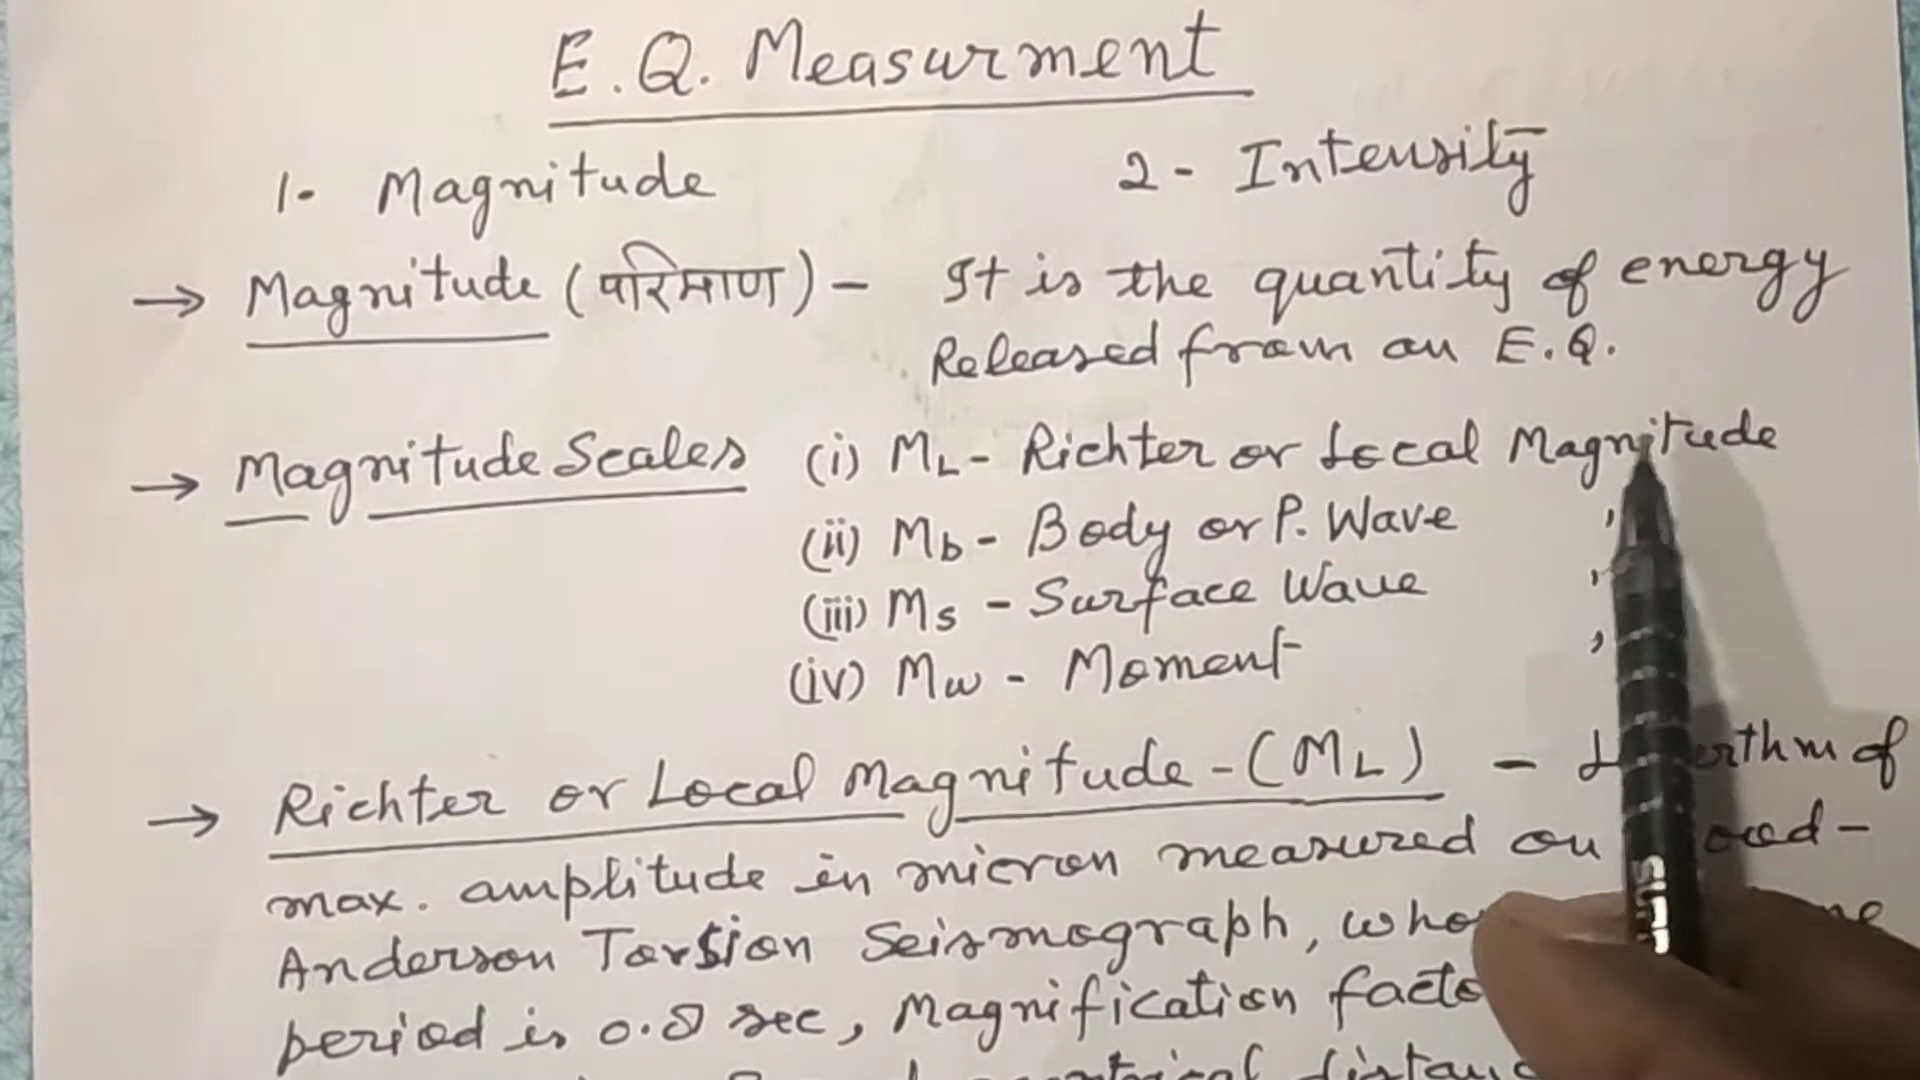 E.Q. Measurment
1. Magnitude 2 - Intensity
→ Magnitude (परिमाण) - It is the quantity of energy
Released from an E.Q.
→ Magnitude Scales (i) ML - Richter or Local Magnitude
(ii) Mb - Body or P. Wave "
(iii) Ms - Surface Wave "
(iv) Mw - Moment "
→ Richter or Local Magnitude - (ML) - of
max. amplitude in micron measured on
Anderson Torsion Seismograph,
period is 0.8 sec, Magnification